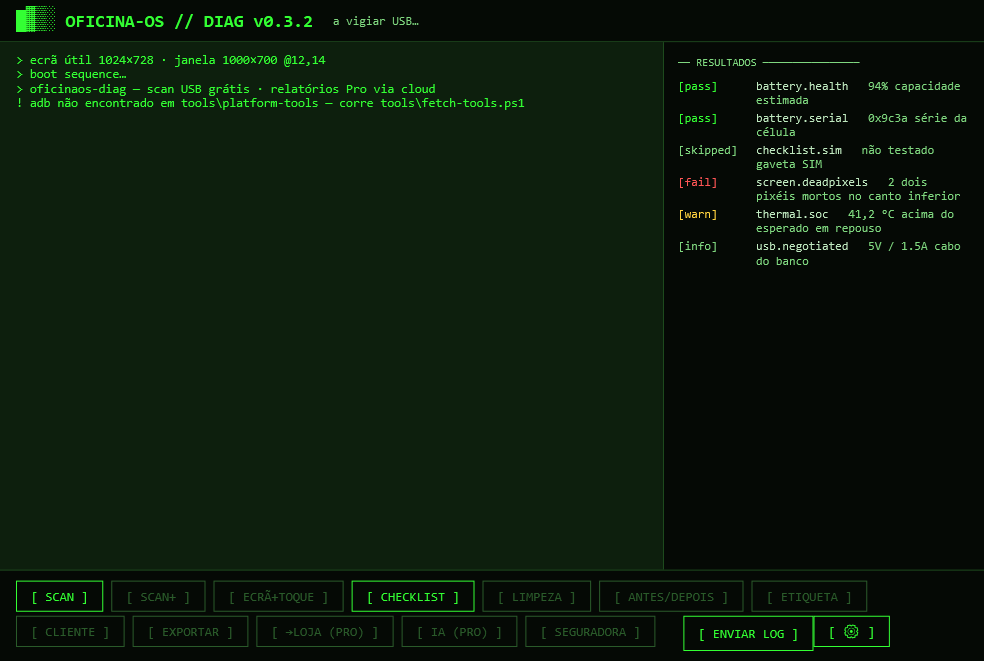 OFICINA-OS // DIAG v0.3.2 a vigiar USB…
> ecrã útil 1024×728 · janela 1000×700 @12,14
> boot sequence…
> oficinaos-diag — scan USB grátis · relatórios Pro via cloud
! adb não encontrado em tools\platform-tools — corre tools\fetch-tools.ps1
── RESULTADOS ──────────────
[pass] battery.health 94% capacidade
estimada
[pass] battery.serial 0x9c3a série da
célula
[skipped] checklist.sim não testado
gaveta SIM
[fail] screen.deadpixels 2 dois
pixéis mortos no canto inferior
[warn] thermal.soc 41,2 ºC acima do
esperado em repouso
[info] usb.negotiated 5V / 1.5A cabo
do banco
[ SCAN ] [ SCAN+ ] [ ECRÃ+TOQUE ] [ CHECKLIST ] [ LIMPEZA ] [ ANTES/DEPOIS ] [ ETIQUETA ]
[ CLIENTE ] [ EXPORTAR ] [ →LOJA (PRO) ] [ IA (PRO) ] [ SEGURADORA ] [ ENVIAR LOG ] [ ⚙ ]